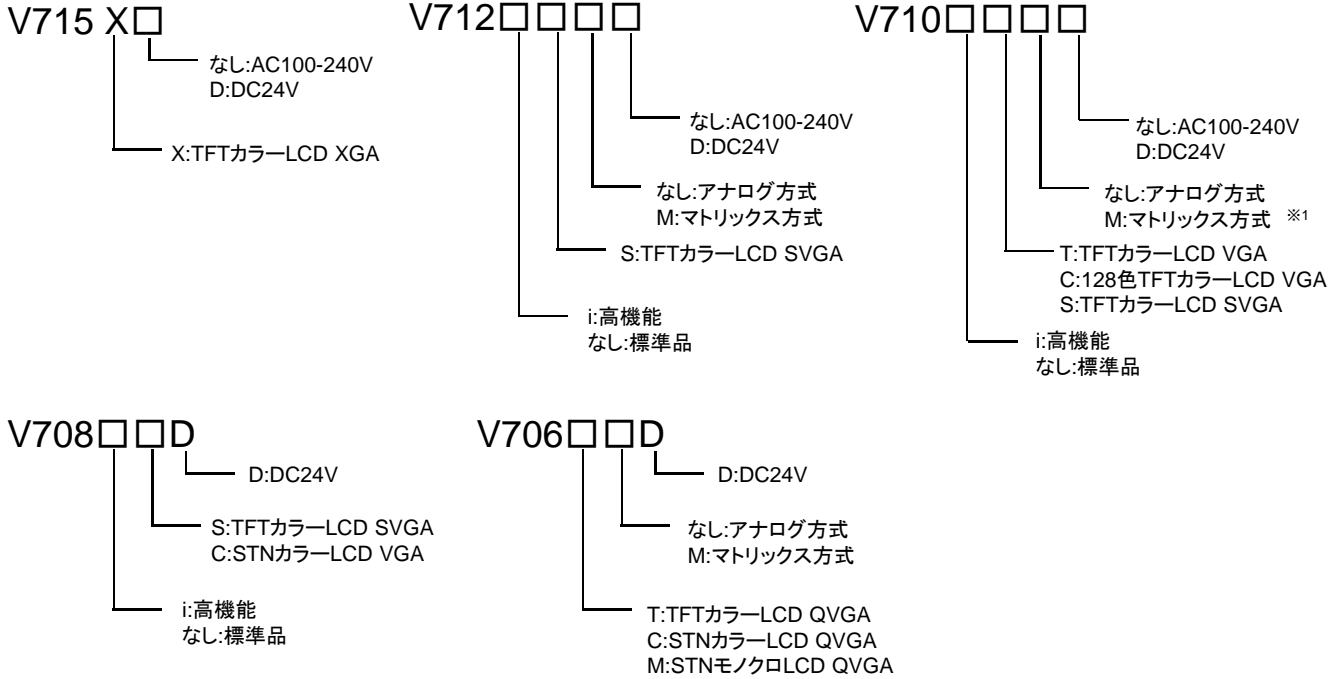 V715 X□
なし:AC100-240V
D:DC24V
X:TFTカラーLCD XGA
V712□□□□
なし:AC100-240V
D:DC24V
なし:アナログ方式
M:マトリックス方式
S:TFTカラーLCD SVGA
i:高機能
なし:標準品
V710□□□□
なし:AC100-240V
D:DC24V
なし:アナログ方式
M:マトリックス方式 ※1
T:TFTカラーLCD VGA
C:128色TFTカラーLCD VGA
S:TFTカラーLCD SVGA
i:高機能
なし:標準品
V708□□D
D:DC24V
S:TFTカラーLCD SVGA
C:STNカラーLCD VGA
i:高機能
なし:標準品
V706□□D
D:DC24V
なし:アナログ方式
M:マトリックス方式
T:TFTカラーLCD QVGA
C:STNカラーLCD QVGA
M:STNモノクロLCD QVGA